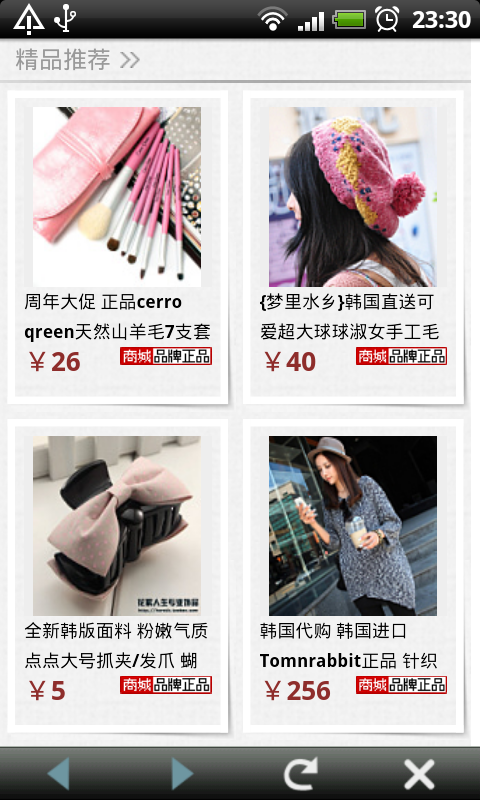 23:30
精品推荐 >>
周年大促 正品cerro
qreen天然山羊毛7支套
￥26
商城品牌正品
{梦里水乡}韩国直送可
爱超大球球淑女手工毛
￥40
商城品牌正品
全新韩版面料 粉嫩气质
点点大号抓夹/发爪 蝴
￥5
商城品牌正品
韩国代购 韩国进口
Tomnrabbit正品 针织
￥256
商城品牌正品